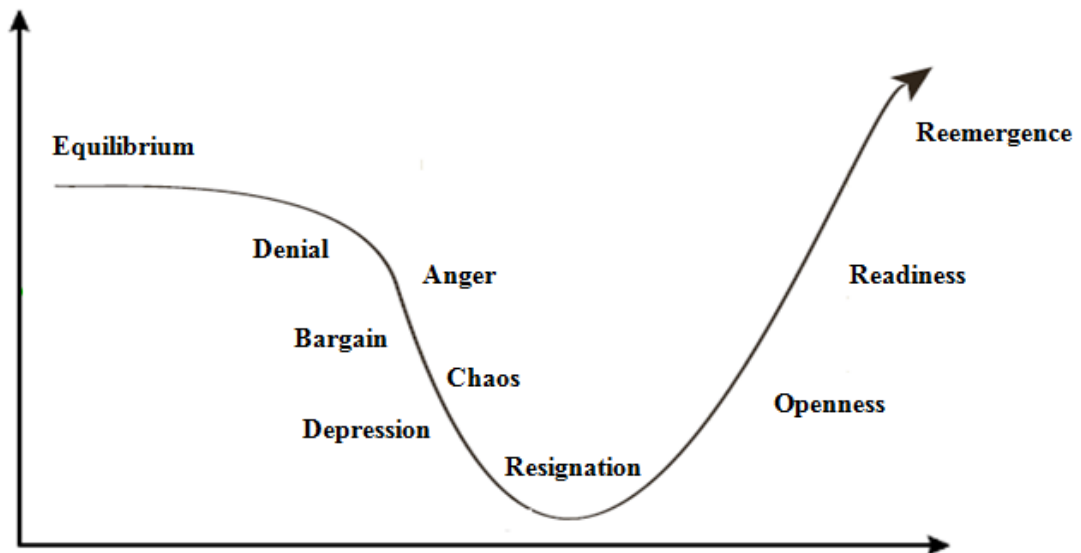 Equilibrium
Denial
Anger
Bargain
Chaos
Depression
Resignation
Openness
Readiness
Reemergence